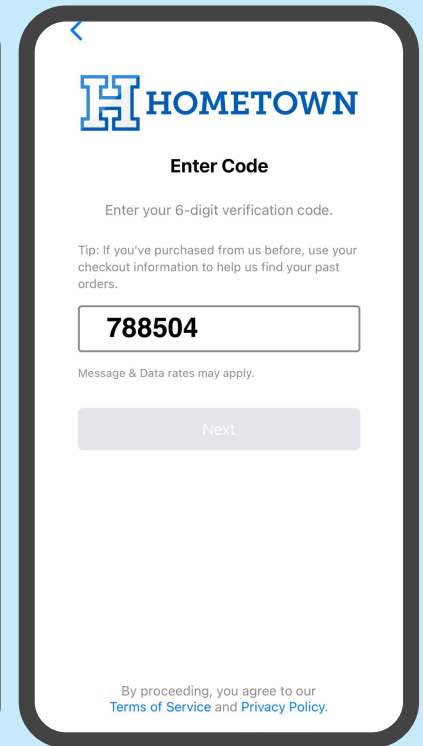 HOMETOWN
Enter Code
Enter your 6-digit verification code.
Tip: If you've purchased from us before, use your
checkout information to help us find your past
orders.
788504
Message & Data rates may apply.
Next
By proceeding, you agree to our
Terms of Service and Privacy Policy.